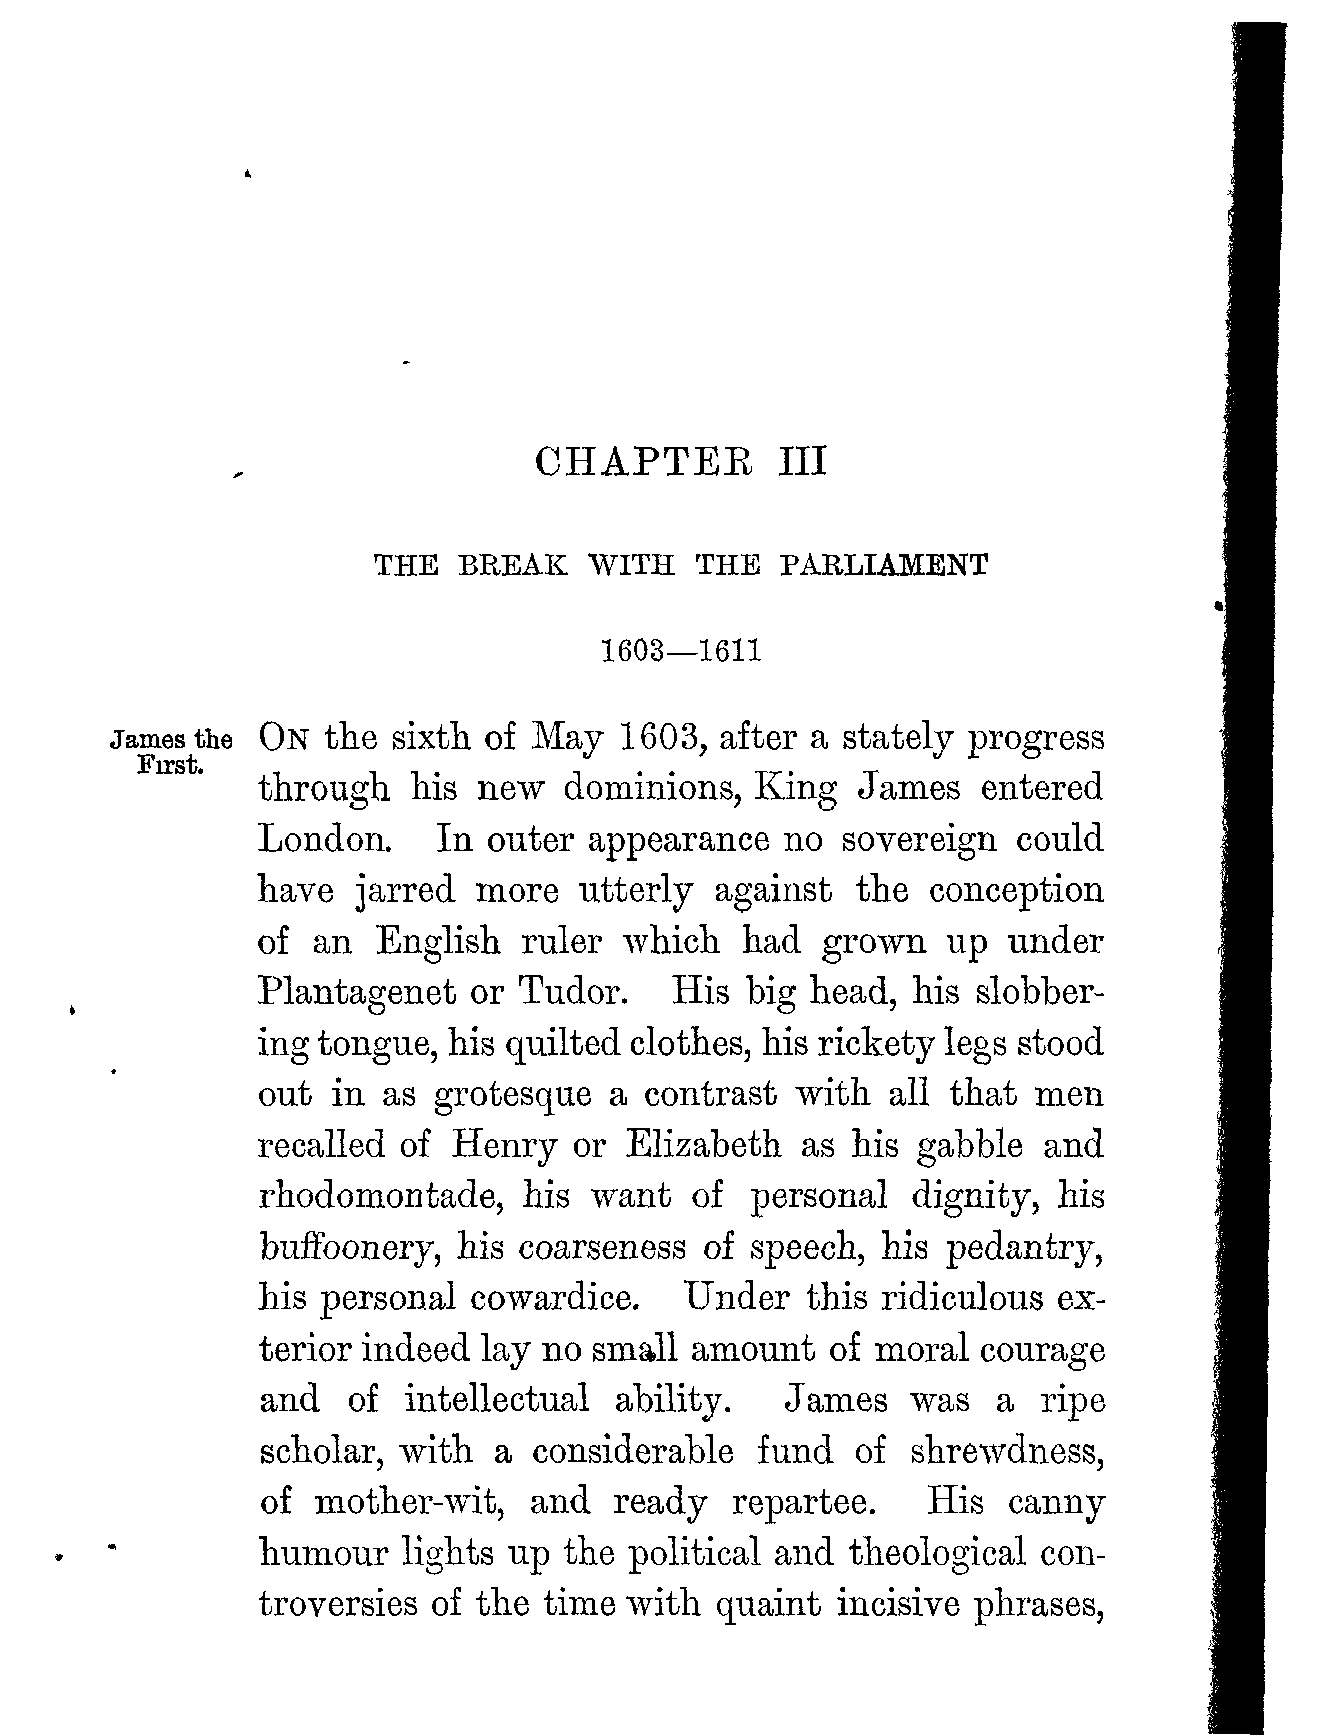 CHAPTER III
THE BREAK WITH THE PARLIAMENT
1603—1611
James the
First.
ON the sixth of May 1603, after a stately progress
through his new dominions, King James entered
London. In outer appearance no sovereign could
have jarred more utterly against the conception
of an English ruler which had grown up under
Plantagenet or Tudor. His big head, his slobber-
ing tongue, his quilted clothes, his rickety legs stood
out in as grotesque a contrast with all that men
recalled of Henry or Elizabeth as his gabble and
rhodomontade, his want of personal dignity, his
buffoonery, his coarseness of speech, his pedantry,
his personal cowardice. Under this ridiculous ex-
terior indeed lay no small amount of moral courage
and of intellectual ability. James was a ripe
scholar, with a considerable fund of shrewdness,
of mother-wit, and ready repartee. His canny
humour lights up the political and theological con-
troversies of the time with quaint incisive phrases,